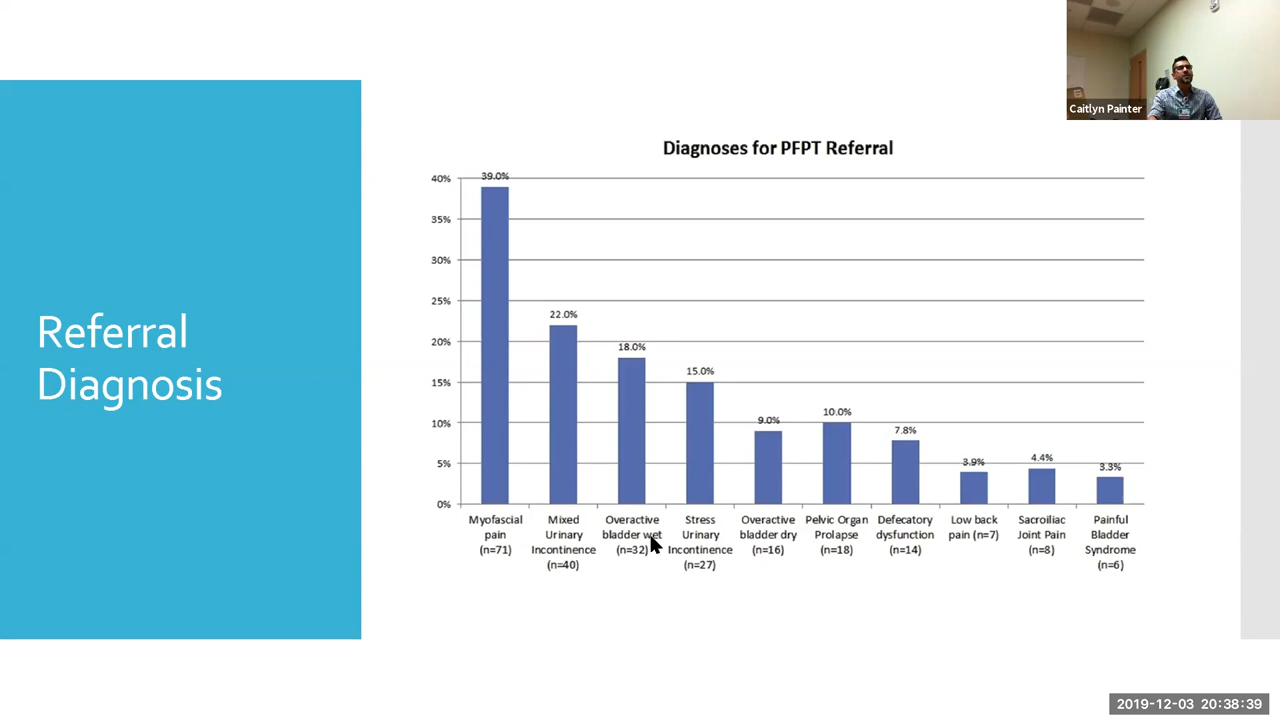 Caitlyn Painter
Referral
Diagnosis
Diagnoses for PFPT Referral
40%
35%
30%
25%
20%
15%
10%
5%
0%
39.0%
22.0%
18.0%
15.0%
9.0%
10.0%
7.8%
3.9%
4.4%
3.3%
Myofascial
pain
(n=71)
Mixed
Urinary
Incontinence
(n=40)
Overactive
bladder wet
(n=32)
Stress
Urinary
Incontinence
(n=27)
Overactive
bladder dry
(n=16)
Pelvic Organ
Prolapse
(n=18)
Defecatory
dysfunction
(n=14)
Low back
pain (n=7)
Sacroiliac
Joint Pain
(n=8)
Painful
Bladder
Syndrome
(n=6)
2019-12-03 20:38:39